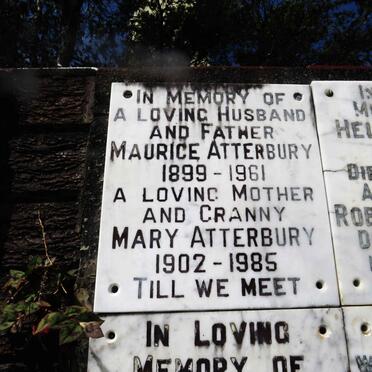 IN MEMORY OF
A LOVING HUSBAND
AND FATHER
MAURICE ATTERBURY
1899 - 1961
A LOVING MOTHER
AND GRANNY
MARY ATTERBURY
1902 - 1985
TILL WE MEET
IN LOVING
MEMORY OF